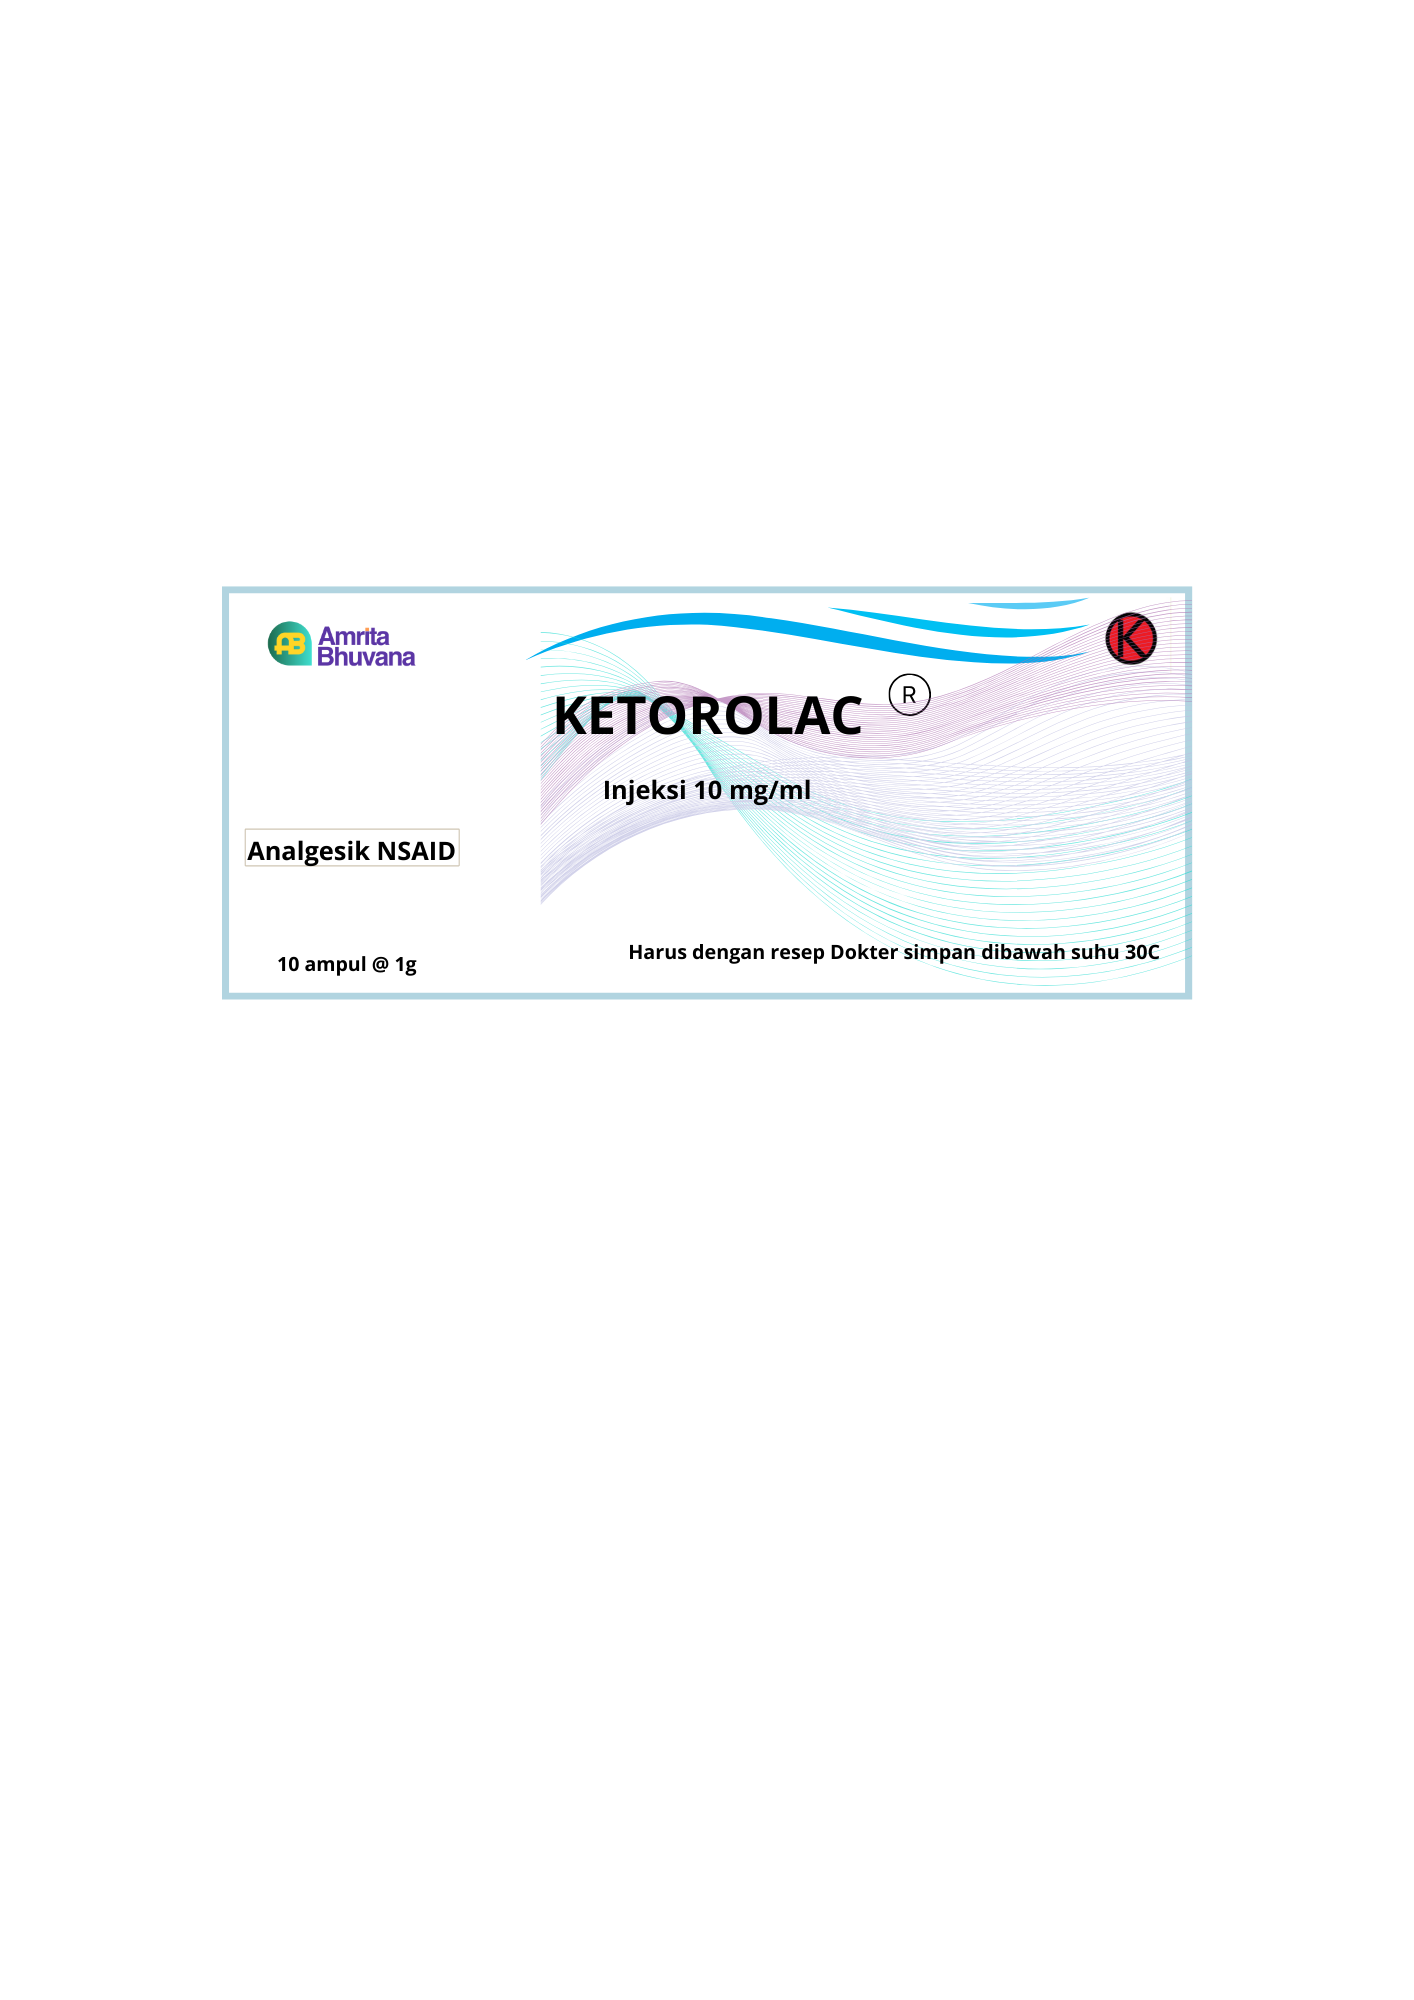 AB
Amrita
Bhuvana
K
KETOROLAC
R
Injeksi 10 mg/ml
Analgesik NSAID
Harus dengan resep Dokter simpan dibawah suhu 30C
10 ampul @ 1g